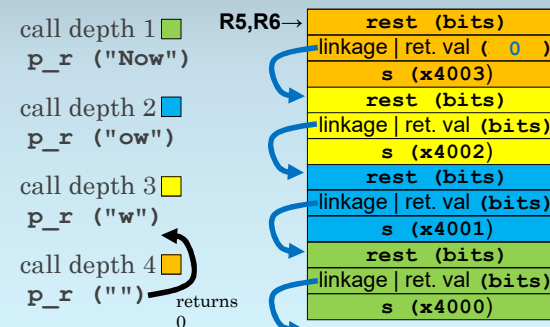 call depth 1
p_r ("Now")
call depth 2
p_r ("ow")
call depth 3
p_r ("w")
call depth 4
p_r ("")
returns
0
R5,R6→
rest (bits)
linkage | ret. val ( 0 )
s (x4003)
rest (bits)
linkage | ret. val (bits)
s (x4002)
rest (bits)
linkage | ret. val (bits)
s (x4001)
rest (bits)
linkage | ret. val (bits)
s (x4000)